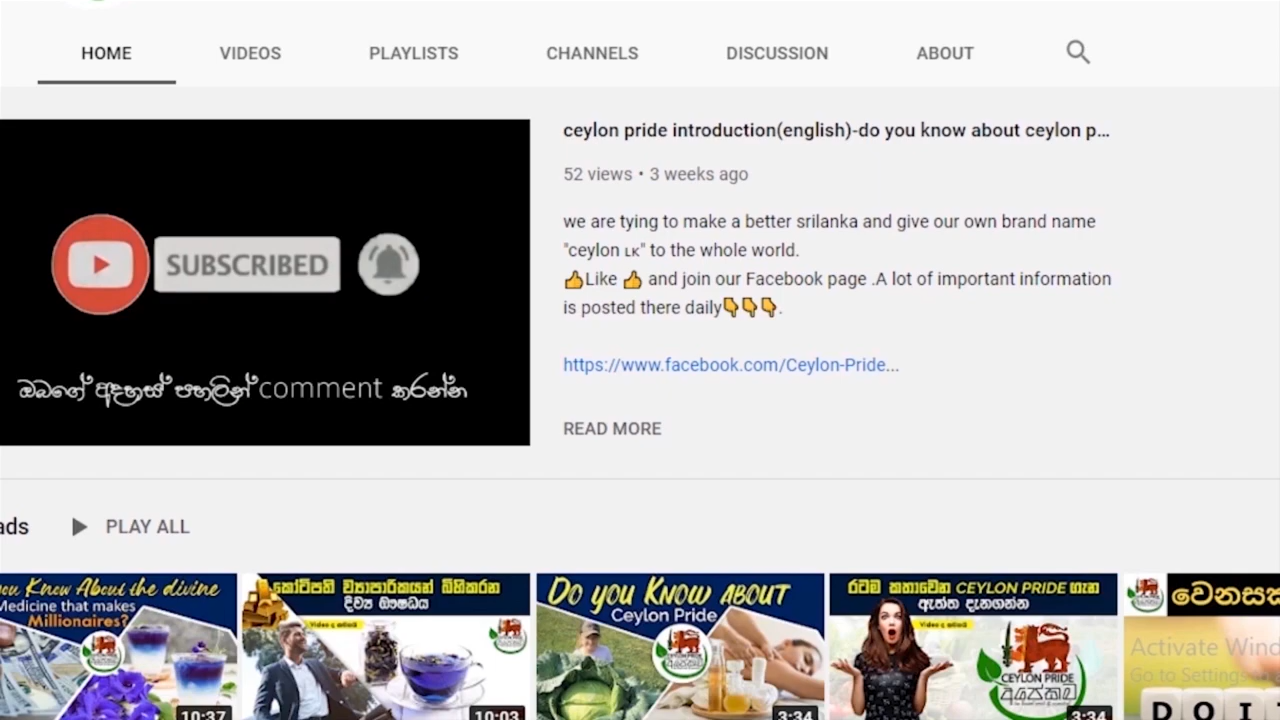 HOME VIDEOS PLAYLISTS CHANNELS DISCUSSION ABOUT
ceylon pride introduction(english)-do you know about ceylon p...
52 views • 3 weeks ago
we are tying to make a better srilanka and give our own brand name
"ceylon ʟᴋ" to the whole world.
👍Like 👍 and join our Facebook page .A lot of important information
is posted there daily👇👇👇.
https://www.facebook.com/Ceylon-Pride...
READ MORE
SUBSCRIBED
ඔබගේ අදහස් පහලින් comment කරන්න
ads PLAY ALL
you Know About the divine
Medicine that makes
Millionaires?
10:37
කෝටිපති ව්‍යාපාරිකයන් බිහිකරන
දිව්‍ය ඖෂධය
10:03
Do you Know about
Ceylon Pride
3:34
රටම කතාවෙන CEYLON PRIDE ගැන
ඇත්ත දැනගන්න
CEYLON PRIDE
අපේකම
3:34
වෙනසක්
Activate Wind
Go to Settings
DOIT